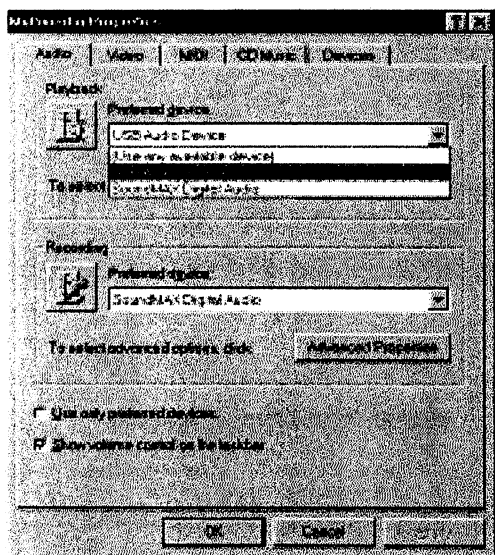 Multimedia Properties
Audio Video MIDI CD Music Devices
Playback
Preferred device:
USB Audio Device
(Use any available device)
To select
SoundMAX Digital Audio
Recording
Preferred device:
SoundMAX Digital Audio
To select advanced options, click:
Advanced Properties
Use only preferred devices.
Show volume control on the taskbar.
OK Cancel